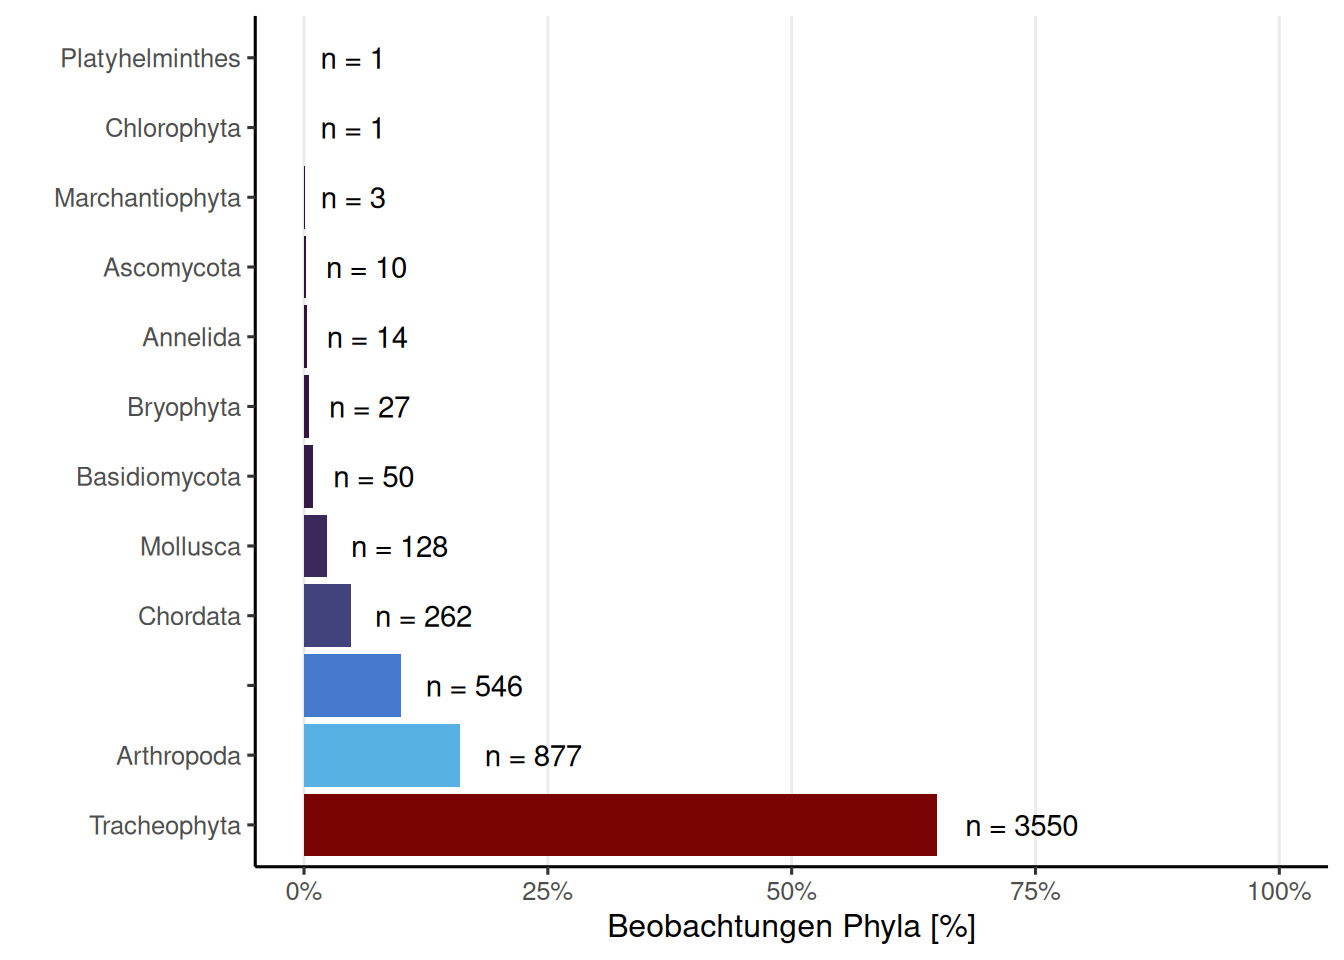 Platyhelminthes n = 1
Chlorophyta n = 1
Marchantiophyta n = 3
Ascomycota n = 10
Annelida n = 14
Bryophyta n = 27
Basidiomycota n = 50
Mollusca n = 128
Chordata n = 262
n = 546
Arthropoda n = 877
Tracheophyta n = 3550
0% 25% 50% 75% 100%
Beobachtungen Phyla [%]